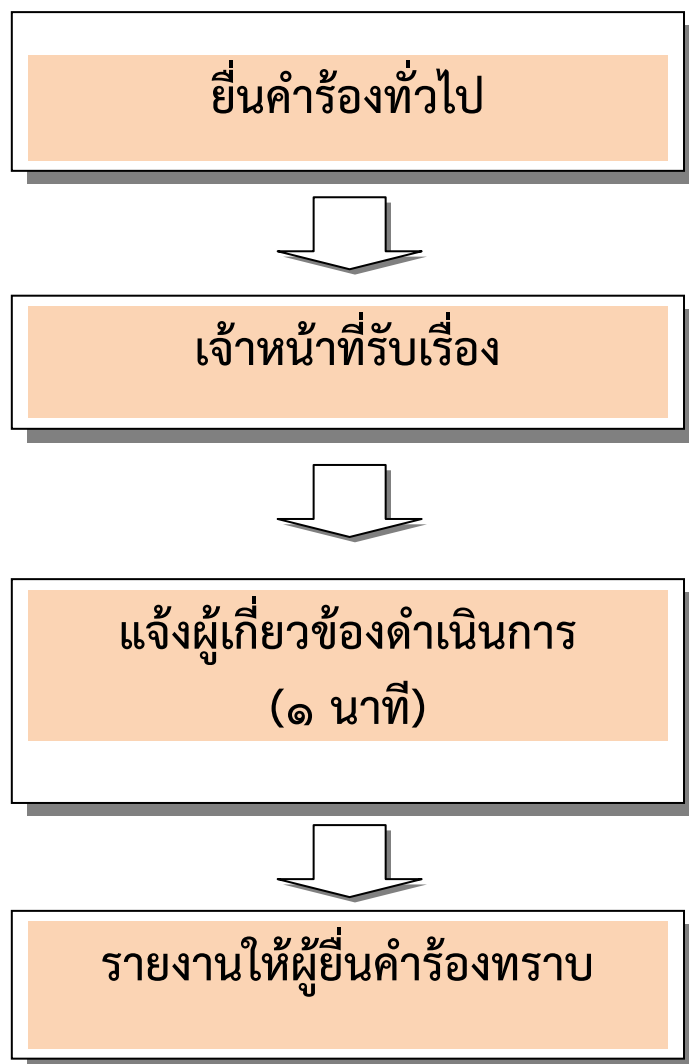 ยื่นคำร้องทั่วไป
เจ้าหน้าที่รับเรื่อง
แจ้งผู้เกี่ยวข้องดำเนินการ
(๑ นาที)
รายงานให้ผู้ยื่นคำร้องทราบ